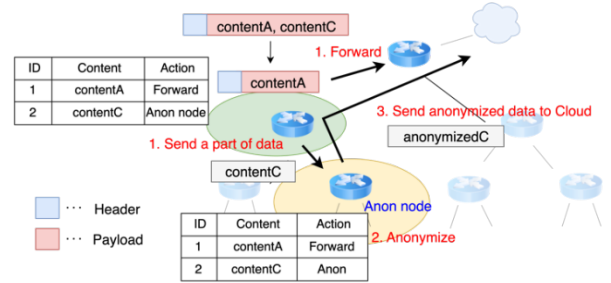 contentA, contentC
1. Forward
contentA
ID Content Action
1 contentA Forward
2 contentC Anon node
3. Send anonymized data to Cloud
anonymizedC
1. Send a part of data
contentC
Anon node
2. Anonymize
··· Header
··· Payload
ID Content Action
1 contentA Forward
2 contentC Anon